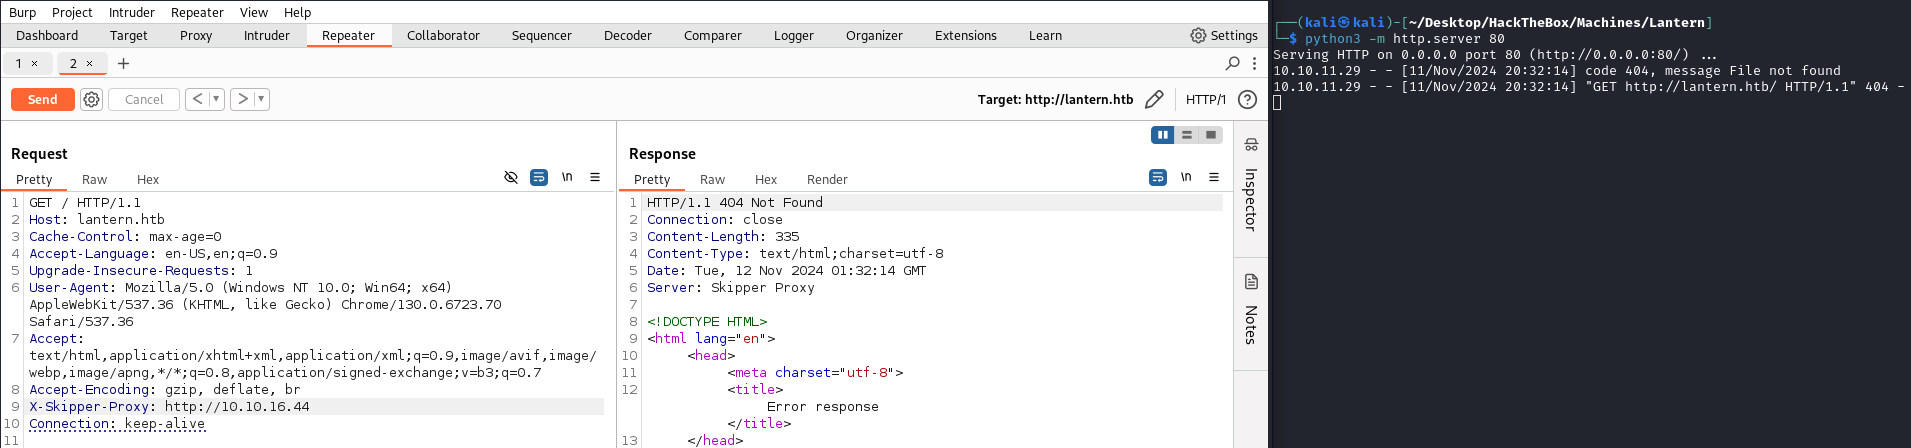 Burp Project Intruder Repeater View Help
Dashboard Target Proxy Intruder Repeater Collaborator Sequencer Decoder Comparer Logger Organizer Extensions Learn Settings
1 × 2 × +
Send Cancel < > Target: http://lantern.htb HTTP/1 ?
Request
Pretty Raw Hex \n
1 GET / HTTP/1.1
2 Host: lantern.htb
3 Cache-Control: max-age=0
4 Accept-Language: en-US,en;q=0.9
5 Upgrade-Insecure-Requests: 1
6 User-Agent: Mozilla/5.0 (Windows NT 10.0; Win64; x64)
AppleWebKit/537.36 (KHTML, like Gecko) Chrome/130.0.6723.70
Safari/537.36
7 Accept:
text/html,application/xhtml+xml,application/xml;q=0.9,image/avif,image/
webp,image/apng,*/*;q=0.8,application/signed-exchange;v=b3;q=0.7
8 Accept-Encoding: gzip, deflate, br
9 X-Skipper-Proxy: http://10.10.16.44
10 Connection: keep-alive
11
Response
Pretty Raw Hex Render \n
1 HTTP/1.1 404 Not Found
2 Connection: close
3 Content-Length: 335
4 Content-Type: text/html;charset=utf-8
5 Date: Tue, 12 Nov 2024 01:32:14 GMT
6 Server: Skipper Proxy
7
8 <!DOCTYPE HTML>
9 <html lang="en">
10 <head>
11 <meta charset="utf-8">
12 <title>
Error response
</title>
13 </head>
Inspector
Notes
┌──(kali㉿kali)-[~/Desktop/HackTheBox/Machines/Lantern]
└─$ python3 -m http.server 80
Serving HTTP on 0.0.0.0 port 80 (http://0.0.0.0:80/) ...
10.10.11.29 - - [11/Nov/2024 20:32:14] code 404, message File not found
10.10.11.29 - - [11/Nov/2024 20:32:14] "GET http://lantern.htb/ HTTP/1.1" 404 -